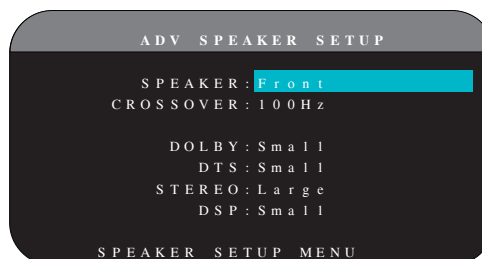 ADV SPEAKER SETUP
SPEAKER: Front
CROSSOVER: 100Hz
DOLBY: Small
DTS: Small
STEREO: Large
DSP: Small
SPEAKER SETUP MENU